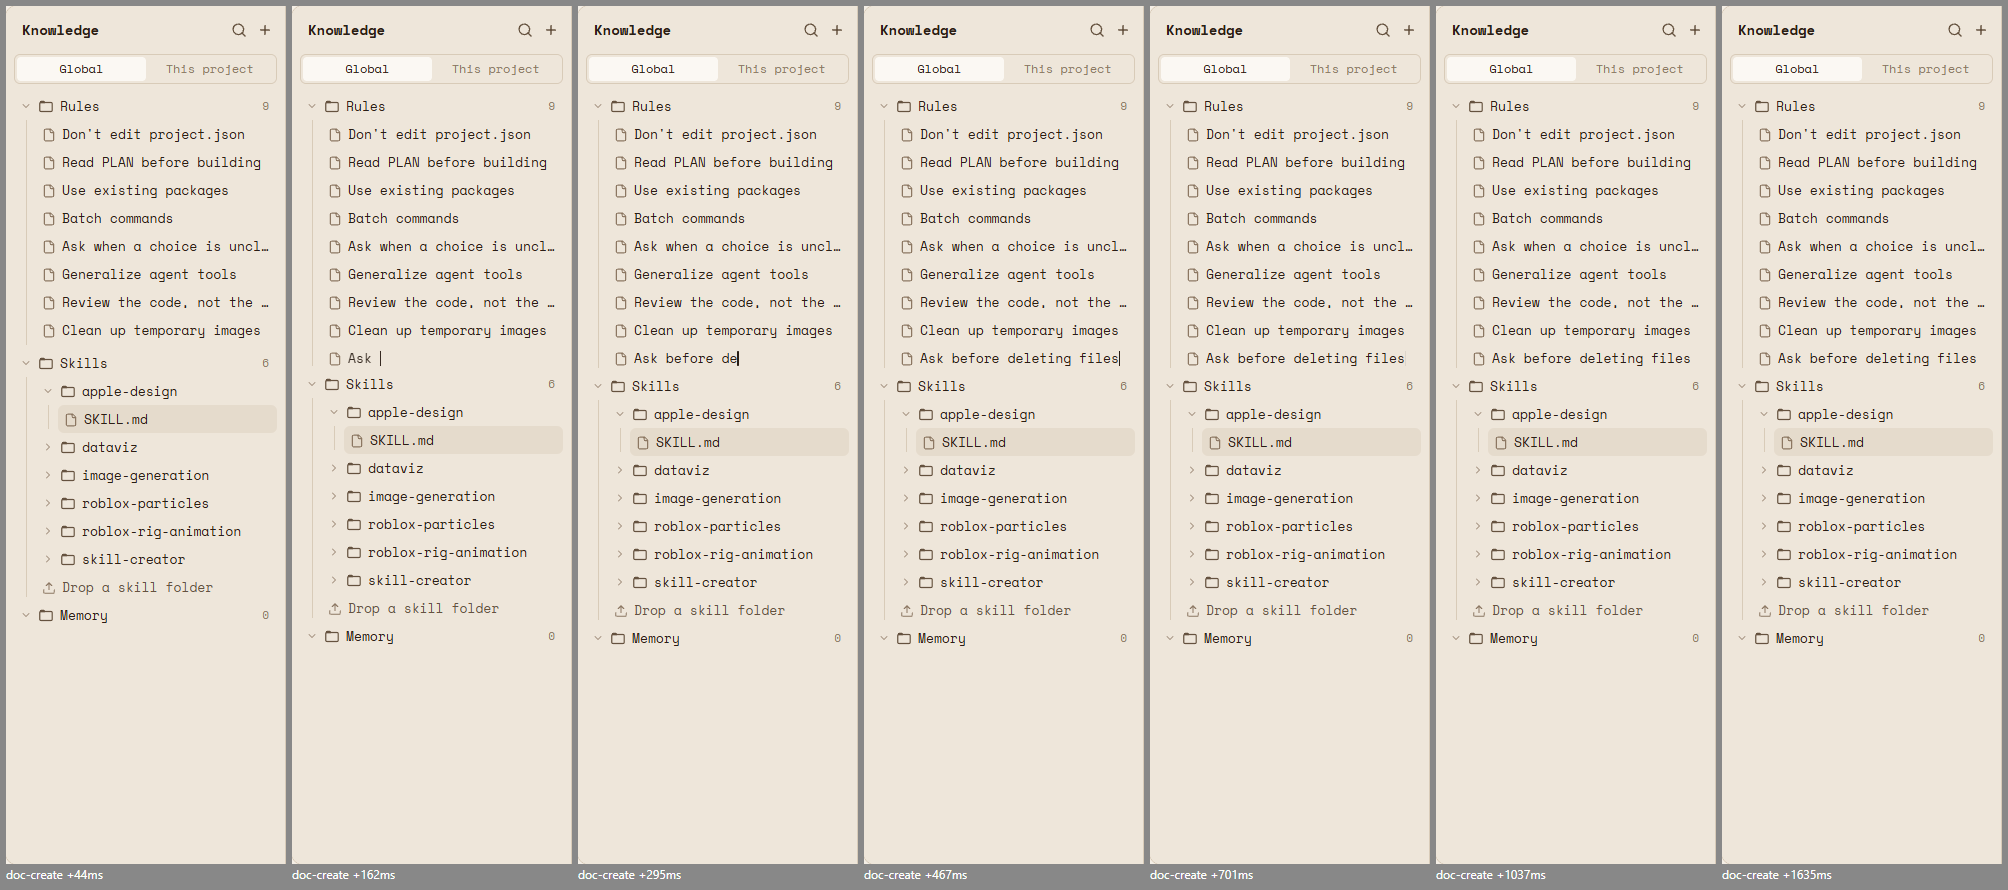 Knowledge
Global This project
Rules 9
Don't edit project.json
Read PLAN before building
Use existing packages
Batch commands
Ask when a choice is uncl…
Generalize agent tools
Review the code, not the …
Clean up temporary images
Skills 6
apple-design
SKILL.md
dataviz
image-generation
roblox-particles
roblox-rig-animation
skill-creator
Drop a skill folder
Memory 0
doc-create +44ms
Knowledge
Global This project
Rules 9
Don't edit project.json
Read PLAN before building
Use existing packages
Batch commands
Ask when a choice is uncl…
Generalize agent tools
Review the code, not the …
Clean up temporary images
Ask
Skills 6
apple-design
SKILL.md
dataviz
image-generation
roblox-particles
roblox-rig-animation
skill-creator
Drop a skill folder
Memory 0
doc-create +162ms
Knowledge
Global This project
Rules 9
Don't edit project.json
Read PLAN before building
Use existing packages
Batch commands
Ask when a choice is uncl…
Generalize agent tools
Review the code, not the …
Clean up temporary images
Ask before de
Skills 6
apple-design
SKILL.md
dataviz
image-generation
roblox-particles
roblox-rig-animation
skill-creator
Drop a skill folder
Memory 0
doc-create +295ms
Knowledge
Global This project
Rules 9
Don't edit project.json
Read PLAN before building
Use existing packages
Batch commands
Ask when a choice is uncl…
Generalize agent tools
Review the code, not the …
Clean up temporary images
Ask before deleting files
Skills 6
apple-design
SKILL.md
dataviz
image-generation
roblox-particles
roblox-rig-animation
skill-creator
Drop a skill folder
Memory 0
doc-create +467ms
Knowledge
Global This project
Rules 9
Don't edit project.json
Read PLAN before building
Use existing packages
Batch commands
Ask when a choice is uncl…
Generalize agent tools
Review the code, not the …
Clean up temporary images
Ask before deleting files
Skills 6
apple-design
SKILL.md
dataviz
image-generation
roblox-particles
roblox-rig-animation
skill-creator
Drop a skill folder
Memory 0
doc-create +701ms
Knowledge
Global This project
Rules 9
Don't edit project.json
Read PLAN before building
Use existing packages
Batch commands
Ask when a choice is uncl…
Generalize agent tools
Review the code, not the …
Clean up temporary images
Ask before deleting files
Skills 6
apple-design
SKILL.md
dataviz
image-generation
roblox-particles
roblox-rig-animation
skill-creator
Drop a skill folder
Memory 0
doc-create +1037ms
Knowledge
Global This project
Rules 9
Don't edit project.json
Read PLAN before building
Use existing packages
Batch commands
Ask when a choice is uncl…
Generalize agent tools
Review the code, not the …
Clean up temporary images
Ask before deleting files
Skills 6
apple-design
SKILL.md
dataviz
image-generation
roblox-particles
roblox-rig-animation
skill-creator
Drop a skill folder
Memory 0
doc-create +1635ms